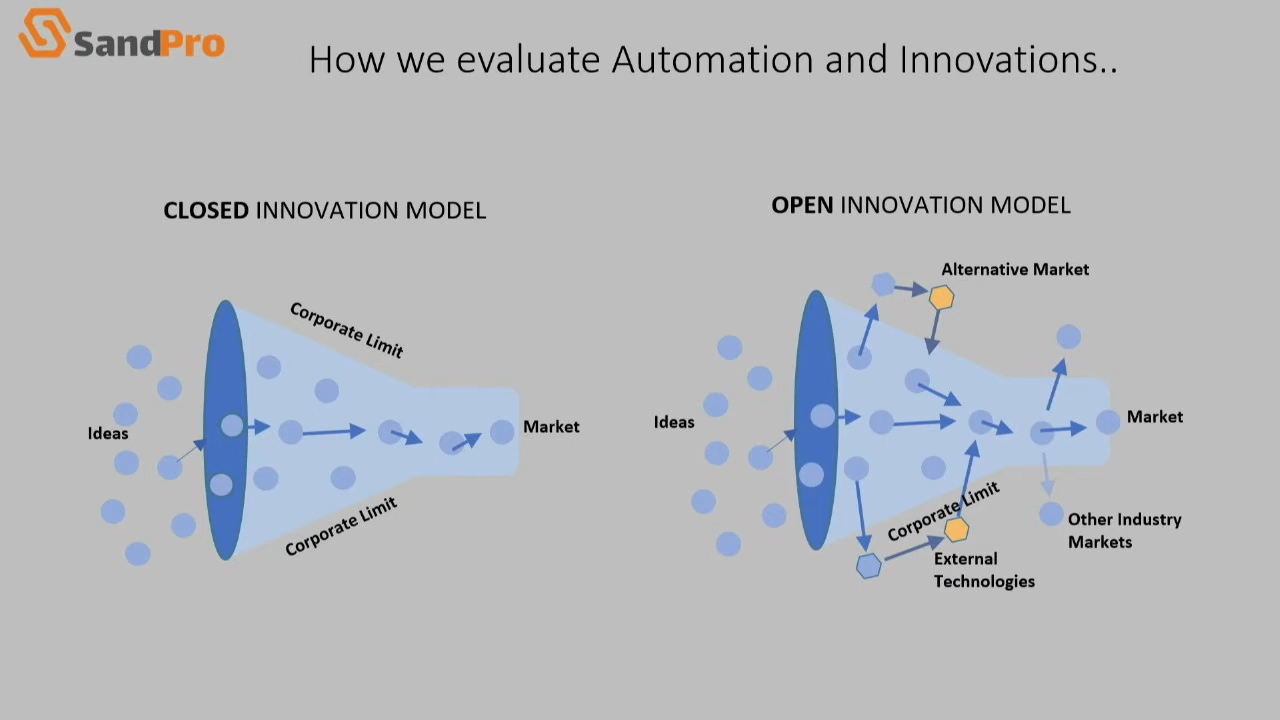 SandPro
How we evaluate Automation and Innovations..
CLOSED INNOVATION MODEL
Corporate Limit
Ideas
Market
Corporate Limit
OPEN INNOVATION MODEL
Alternative Market
Ideas
Market
Corporate Limit
Other Industry
Markets
External
Technologies